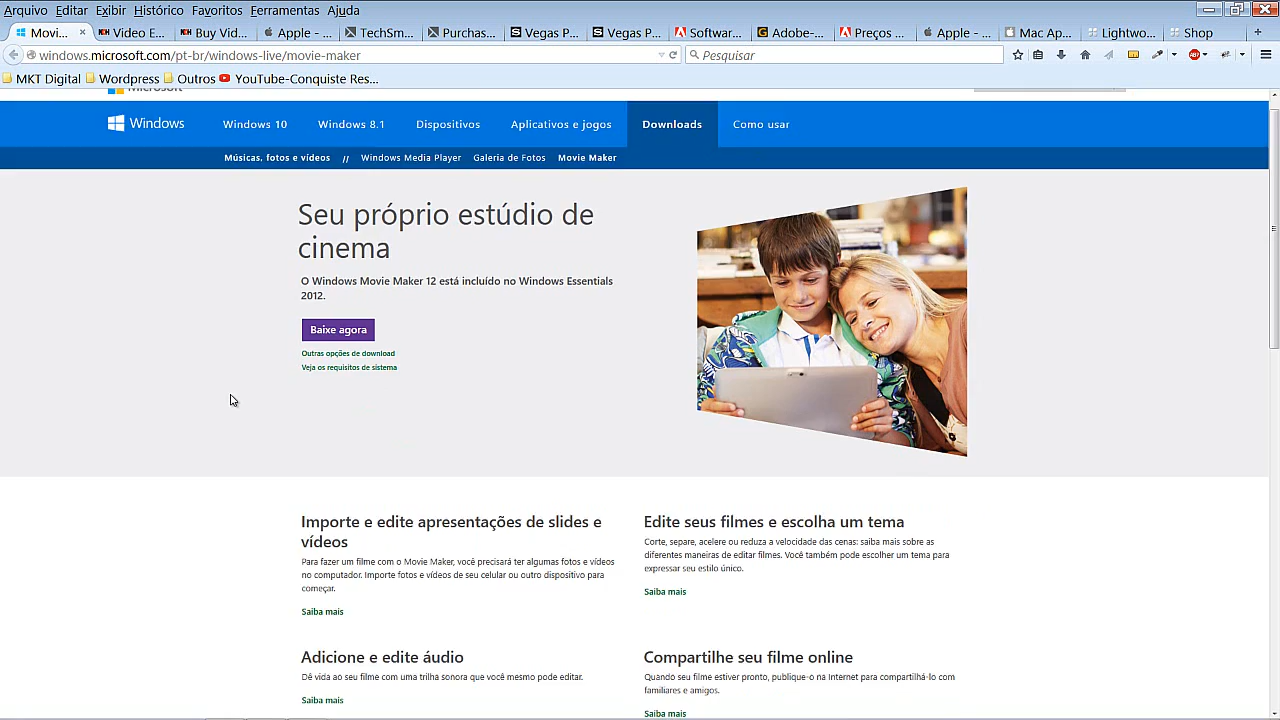 Arquivo Editar Exibir Histórico Favoritos Ferramentas Ajuda
Movi... Video E... Buy Vid... Apple - ... TechSm... Purchas... Vegas P... Vegas P... Softwar... Adobe-... Preços ... Apple - ... Mac Ap... Lightwo... Shop
windows.microsoft.com/pt-br/windows-live/movie-maker Pesquisar
MKT Digital Wordpress Outros YouTube-Conquiste Res...
Microsoft
Windows Windows 10 Windows 8.1 Dispositivos Aplicativos e jogos Downloads Como usar
Músicas, fotos e vídeos // Windows Media Player Galeria de Fotos Movie Maker
Seu próprio estúdio de
cinema
O Windows Movie Maker 12 está incluído no Windows Essentials
2012.
Baixe agora
Outras opções de download
Veja os requisitos de sistema
Importe e edite apresentações de slides e
vídeos
Para fazer um filme com o Movie Maker, você precisará ter algumas fotos e vídeos
no computador. Importe fotos e vídeos de seu celular ou outro dispositivo para
começar.
Saiba mais
Edite seus filmes e escolha um tema
Corte, separe, acelere ou reduza a velocidade das cenas: saiba mais sobre as
diferentes maneiras de editar filmes. Você também pode escolher um tema para
expressar seu estilo único.
Saiba mais
Adicione e edite áudio
Dê vida ao seu filme com uma trilha sonora que você mesmo pode editar.
Saiba mais
Compartilhe seu filme online
Quando seu filme estiver pronto, publique-o na Internet para compartilhá-lo com
familiares e amigos.
Saiba mais